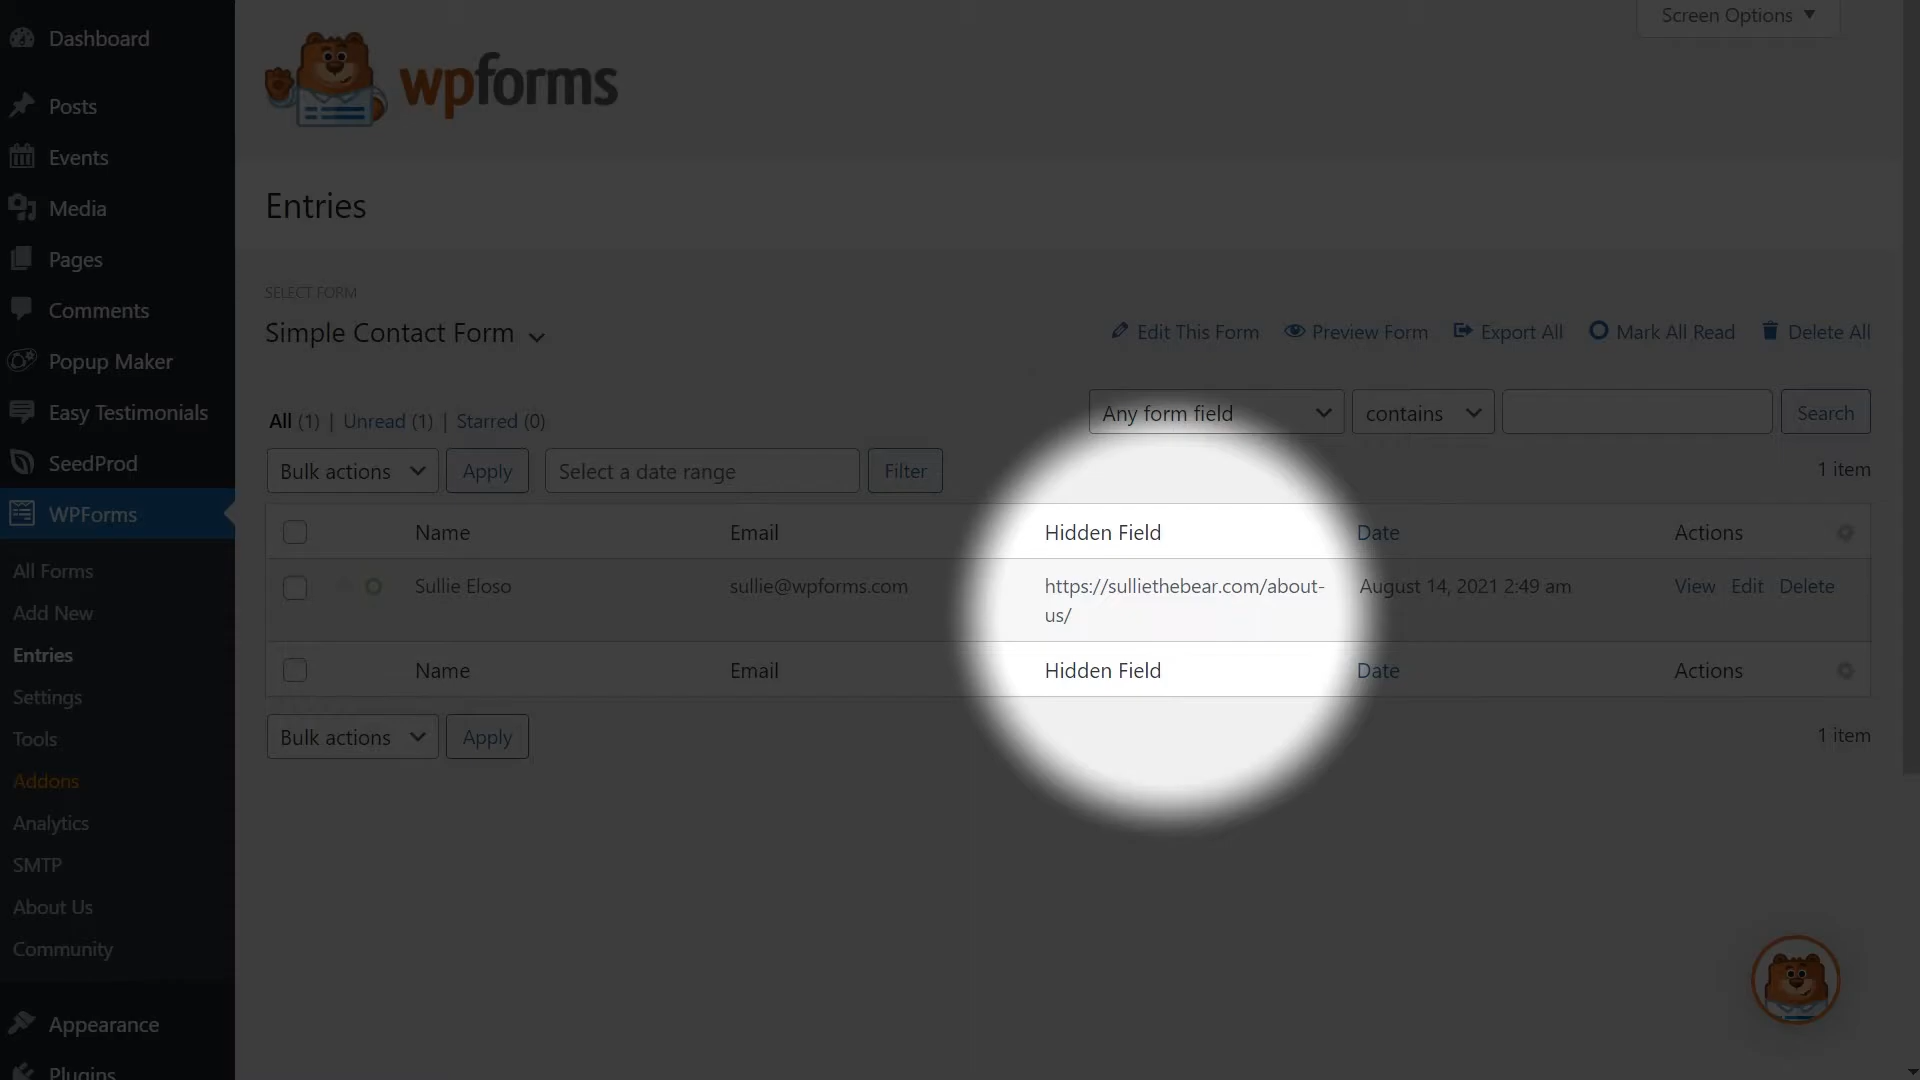 Dashboard
Posts
Events
Media
Pages
Comments
Popup Maker
Easy Testimonials
SeedProd
WPForms
All Forms
Add New
Entries
Settings
Tools
Addons
Analytics
SMTP
About Us
Community
Appearance
Plugins
Screen Options
wpforms
Entries
SELECT FORM
Simple Contact Form
Edit This Form Preview Form Export All Mark All Read Delete All
All (1) | Unread (1) | Starred (0)
Any form field contains Search
Bulk actions Apply Select a date range Filter
1 item
Name Email Hidden Field Date Actions
Sullie Eloso sullie@wpforms.com https://sulliethebear.com/about- August 14, 2021 2:49 am View Edit Delete
us/
Name Email Hidden Field Date Actions
Bulk actions Apply
1 item